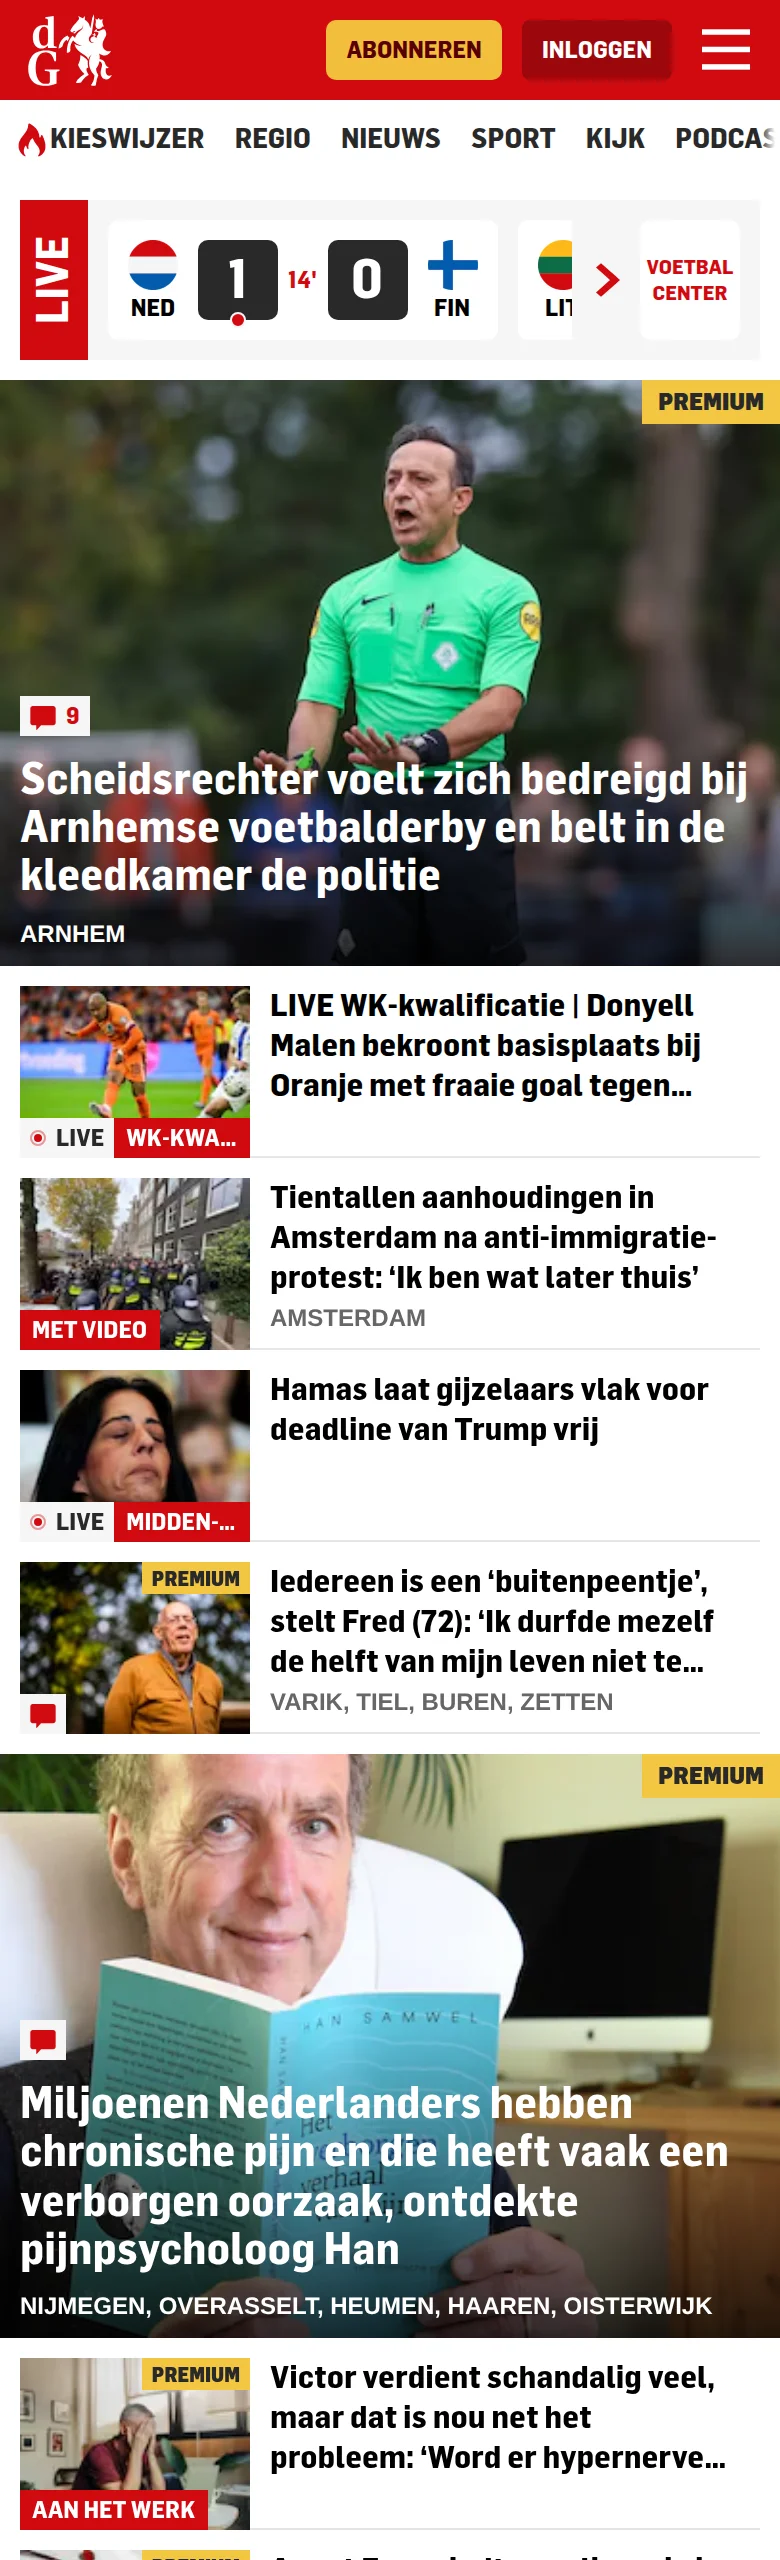 dG
ABONNEREN
INLOGGEN
KIESWIJZER REGIO NIEUWS SPORT KIJK PODCAS
LIVE
NED
1
14'
0
FIN
LIT
VOETBAL
CENTER
PREMIUM
9
Scheidsrechter voelt zich bedreigd bij
Arnhemse voetbalderby en belt in de
kleedkamer de politie
ARNHEM
LIVE WK-kwalificatie | Donyell
Malen bekroont basisplaats bij
Oranje met fraaie goal tegen...
LIVE
WK-KWA...
Tientallen aanhoudingen in
Amsterdam na anti-immigratie-
protest: ‘Ik ben wat later thuis’
AMSTERDAM
MET VIDEO
Hamas laat gijzelaars vlak voor
deadline van Trump vrij
LIVE
MIDDEN-...
PREMIUM
Iedereen is een ‘buitenpeentje’,
stelt Fred (72): ‘Ik durfde mezelf
de helft van mijn leven niet te...
VARIK, TIEL, BUREN, ZETTEN
PREMIUM
HAN SAMWEL
Het
verborgen
verhaal
Miljoenen Nederlanders hebben
chronische pijn en die heeft vaak een
verborgen oorzaak, ontdekte
pijnpsycholoog Han
NIJMEGEN, OVERASSELT, HEUMEN, HAAREN, OISTERWIJK
PREMIUM
Victor verdient schandalig veel,
maar dat is nou net het
probleem: ‘Word er hypernerve...
AAN HET WERK